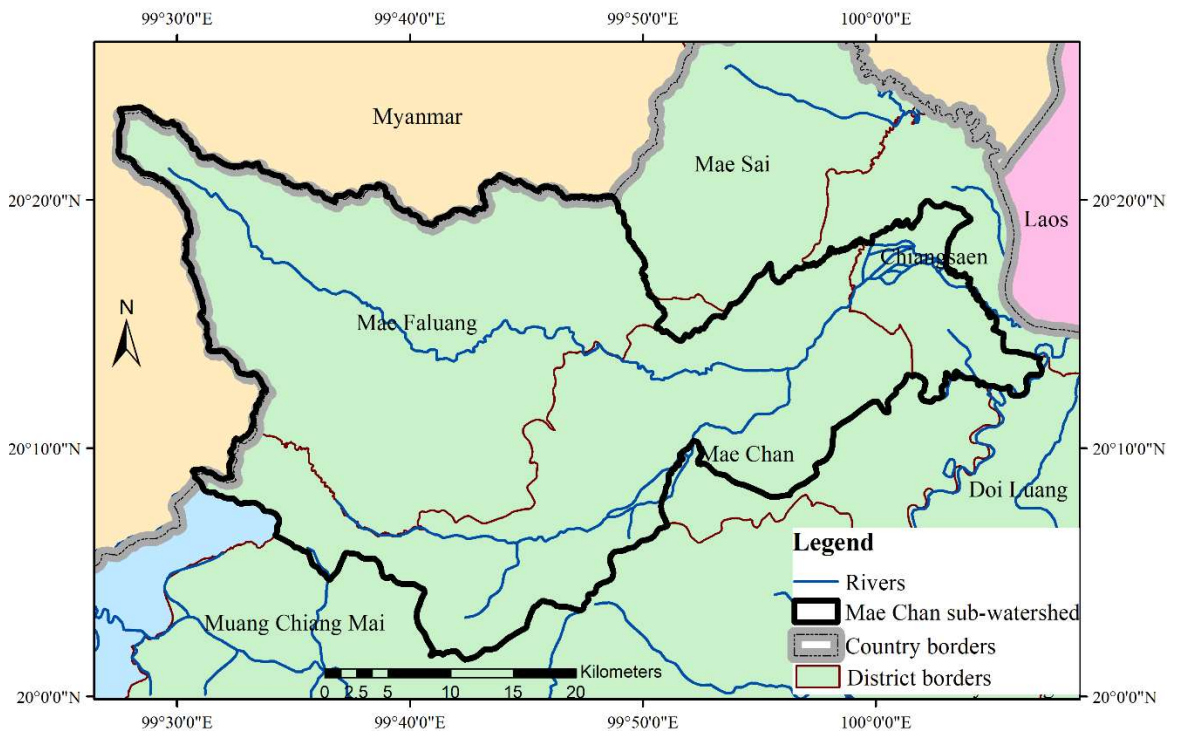 99°30'0"E 99°40'0"E 99°50'0"E 100°0'0"E
Myanmar
Mae Sai
20°20'0"N 20°20'0"N
Laos
Chiangsaen
N
Mae Faluang
20°10'0"N 20°10'0"N
Mae Chan
Doi Luang
Legend
Rivers
Mae Chan sub-watershed
Country borders
District borders
Muang Chiang Mai
Kilometers
0 2.5 5 10 15 20
20°0'0"N 20°0'0"N
99°30'0"E 99°40'0"E 99°50'0"E 100°0'0"E